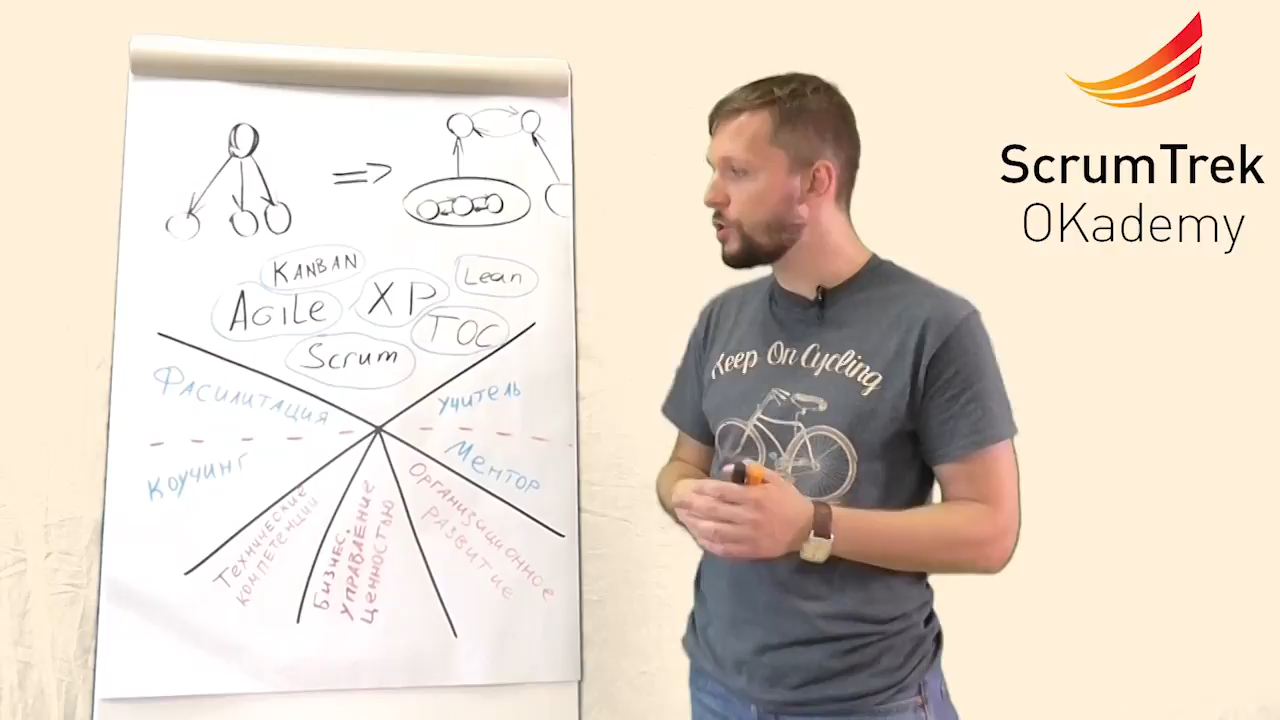 KANBAN
Lean
AGiLe
XP
TOC
Scrum
ФАСИЛИТАЦИЯ
учитель
КОУЧИНГ
Ментор
Технические
компетенции
Бизнес.
управление
ценностью
Организационное
развитие
Keep On Cycling
ScrumTrek
OKademy